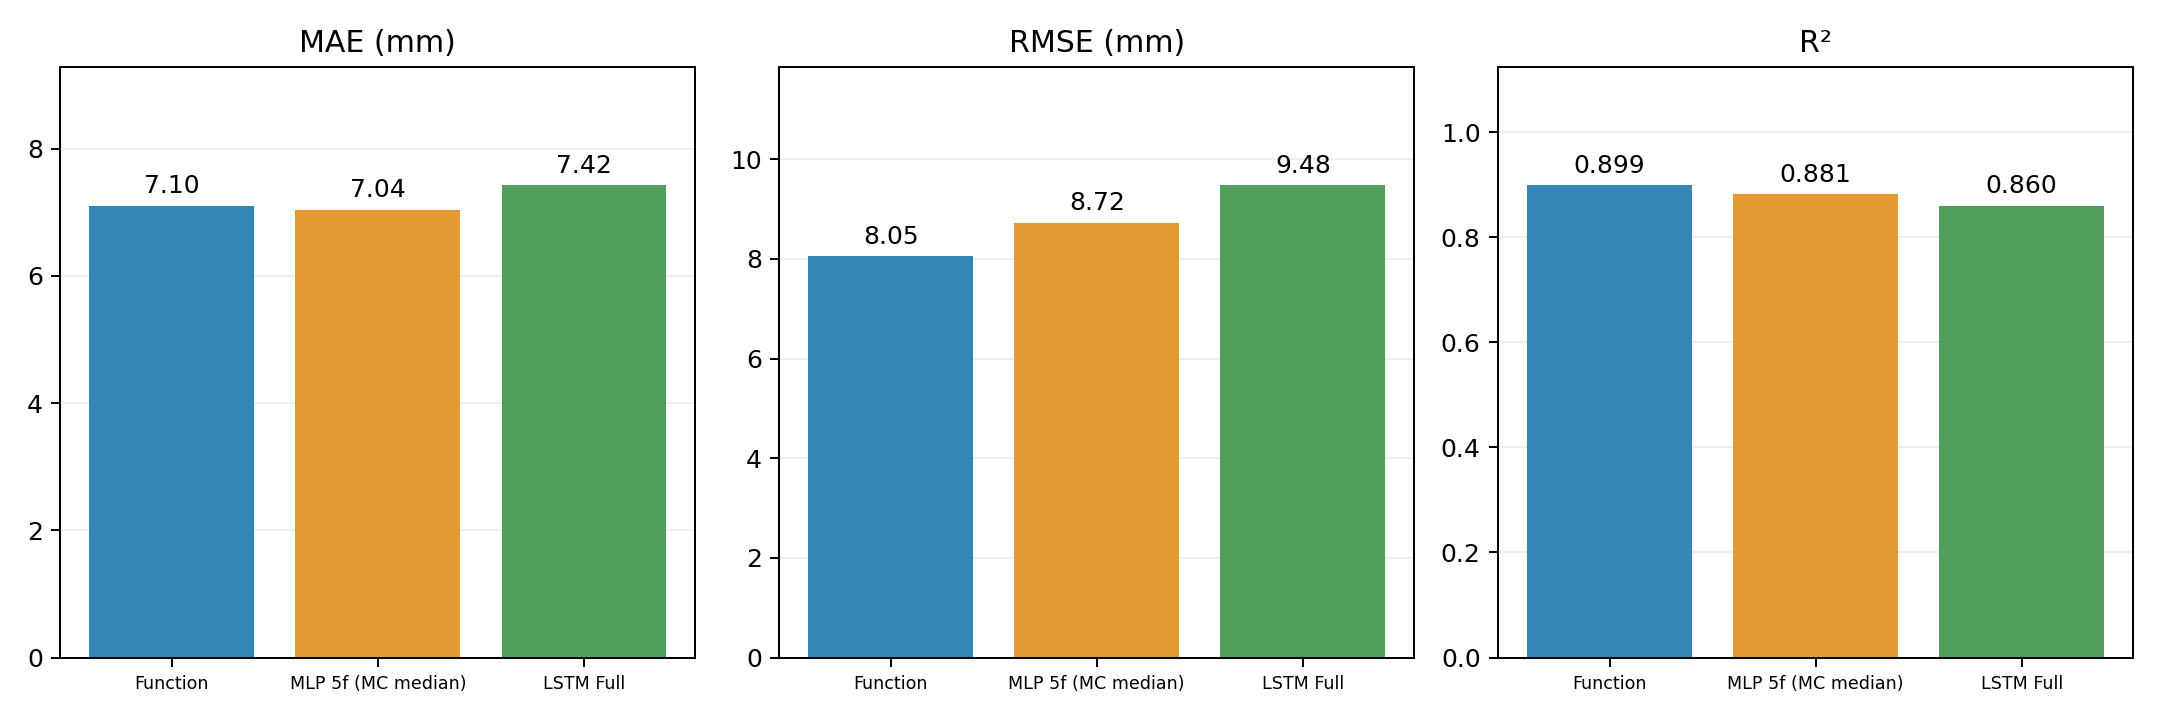 MAE (mm)
8
6
4
2
0
7.10
7.04
7.42
Function
MLP 5f (MC median)
LSTM Full
RMSE (mm)
10
8
6
4
2
0
8.05
8.72
9.48
Function
MLP 5f (MC median)
LSTM Full
R²
1.0
0.8
0.6
0.4
0.2
0.0
0.899
0.881
0.860
Function
MLP 5f (MC median)
LSTM Full